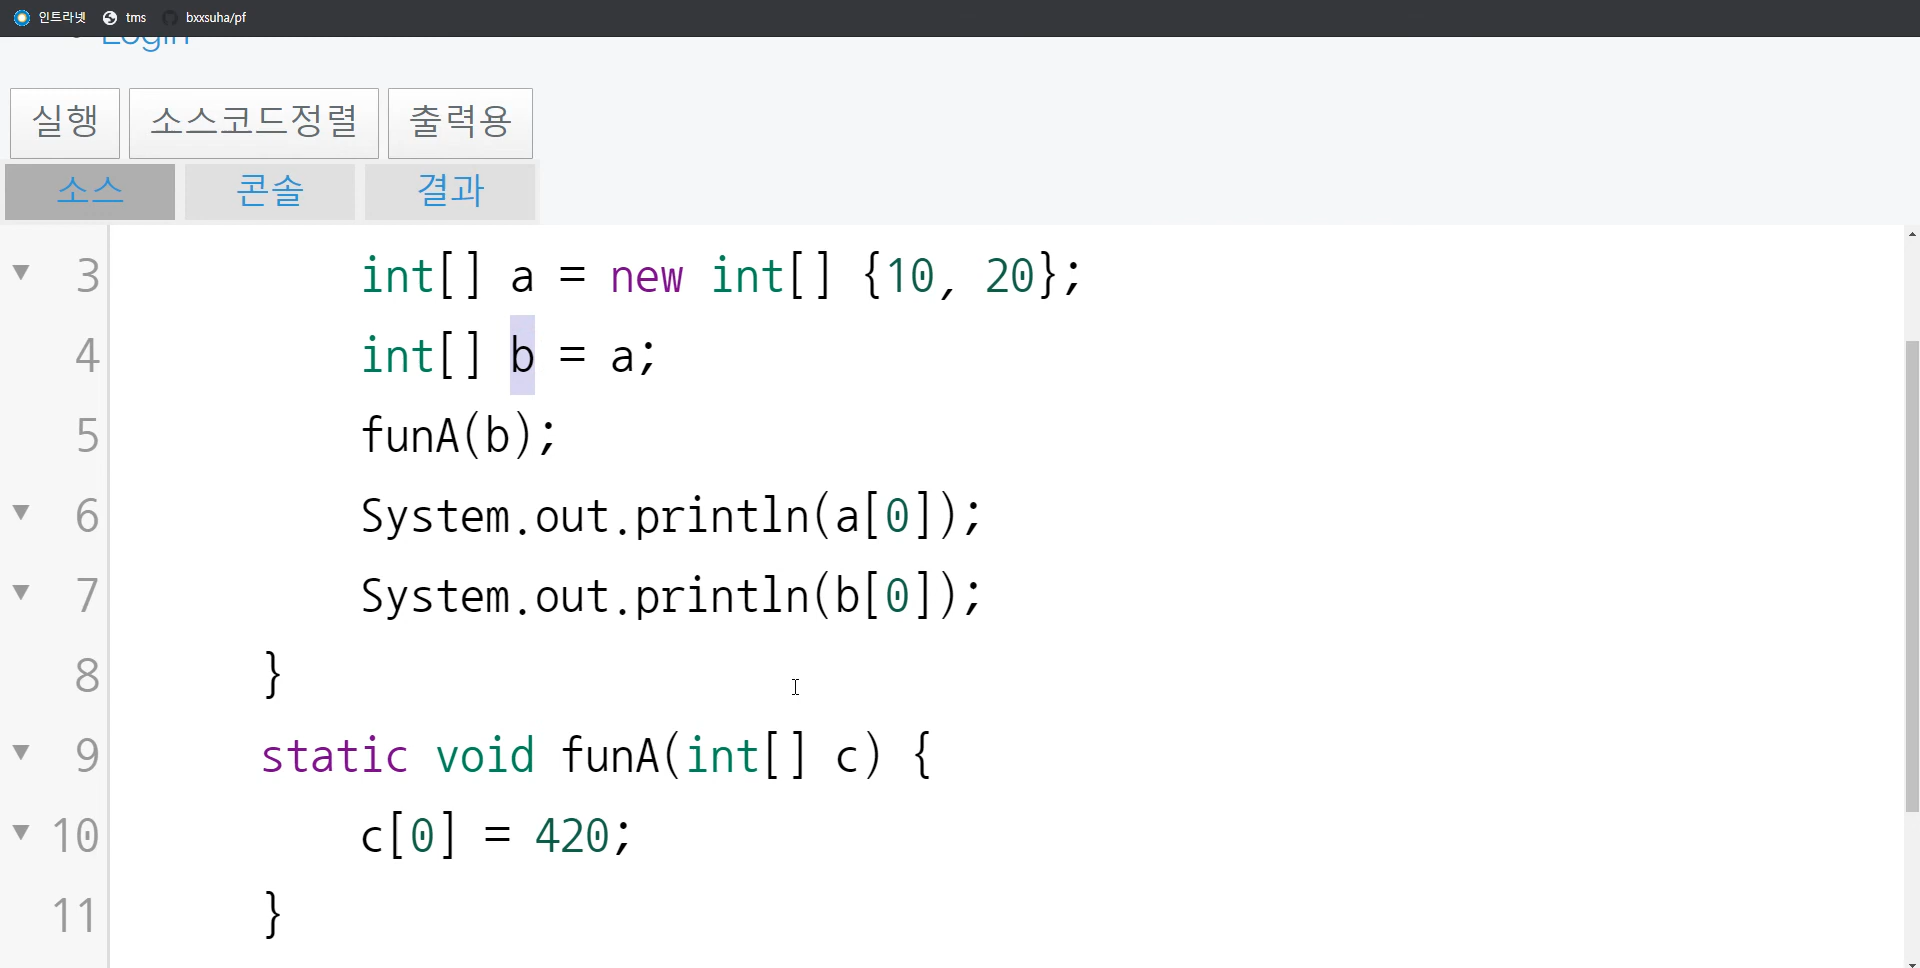 인트라넷 tms bxxsuha/pf
Login
실행 소스코드정렬 출력용
소스 콘솔 결과
3 int[] a = new int[] {10, 20};
4 int[] b = a;
5 funA(b);
6 System.out.println(a[0]);
7 System.out.println(b[0]);
8 }
9 static void funA(int[] c) {
10 c[0] = 420;
11 }